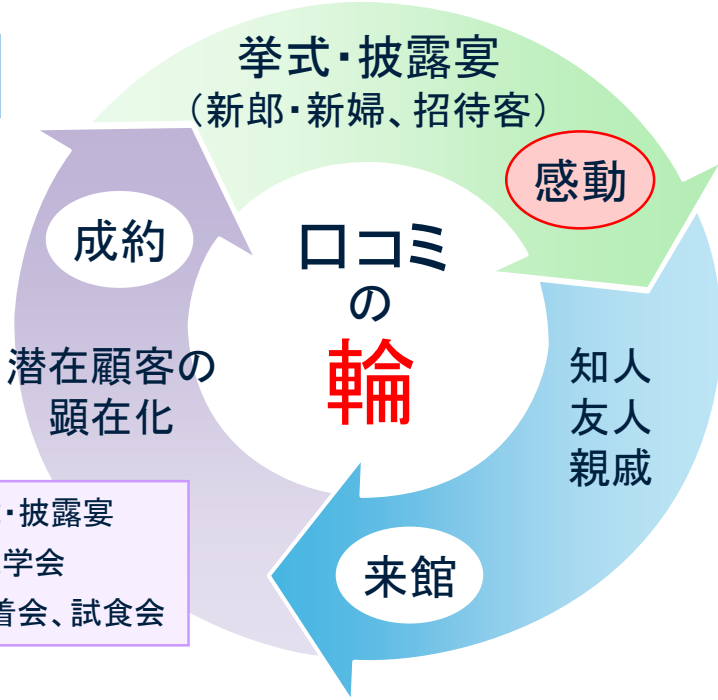 挙式・披露宴
（新郎・新婦、招待客）
感動
成約
口コミ
の
輪
潜在顧客の
顕在化
知人
友人
親戚
・披露宴
学会
着会、試食会
来館